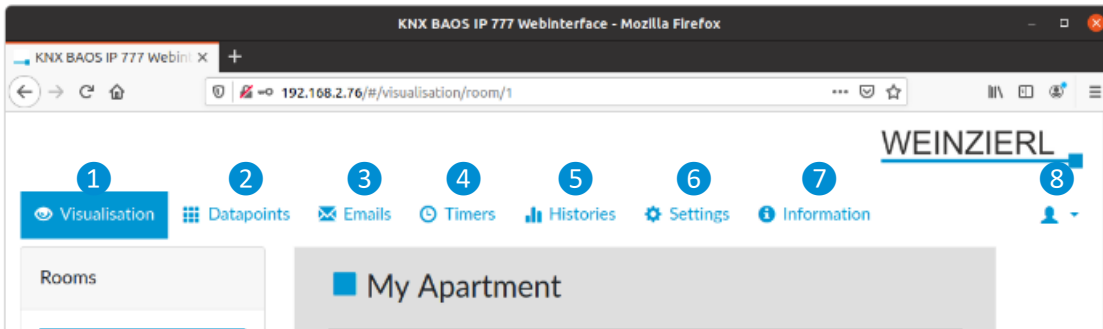 KNX BAOS IP 777 Webinterface - Mozilla Firefox
KNX BAOS IP 777 Webin
192.168.2.76/#/visualisation/room/1
WEINZIERL
1 2 3 4 5 6 7 8
Visualisation Datapoints Emails Timers Histories Settings Information
Rooms
My Apartment